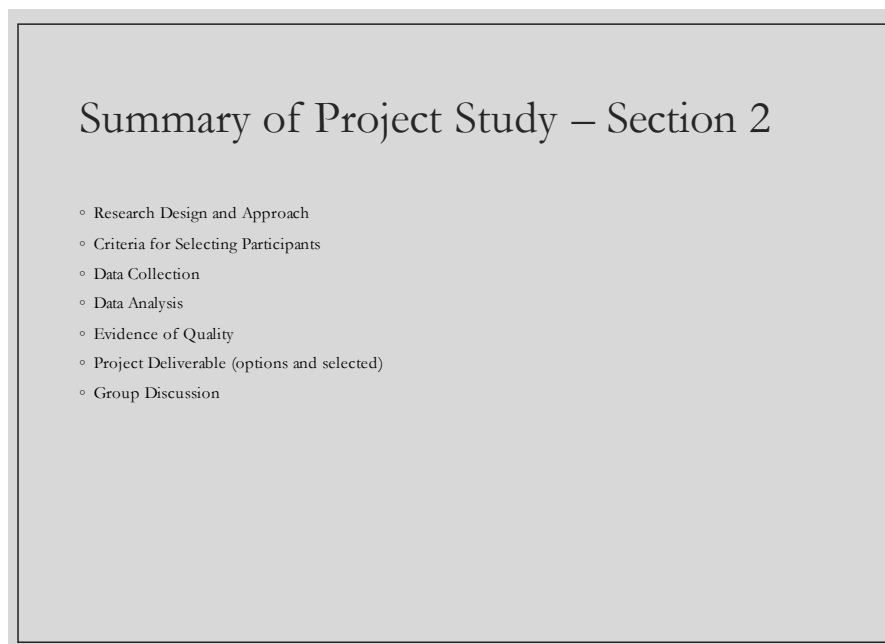 Summary of Project Study – Section 2
◦ Research Design and Approach
◦ Criteria for Selecting Participants
◦ Data Collection
◦ Data Analysis
◦ Evidence of Quality
◦ Project Deliverable (options and selected)
◦ Group Discussion